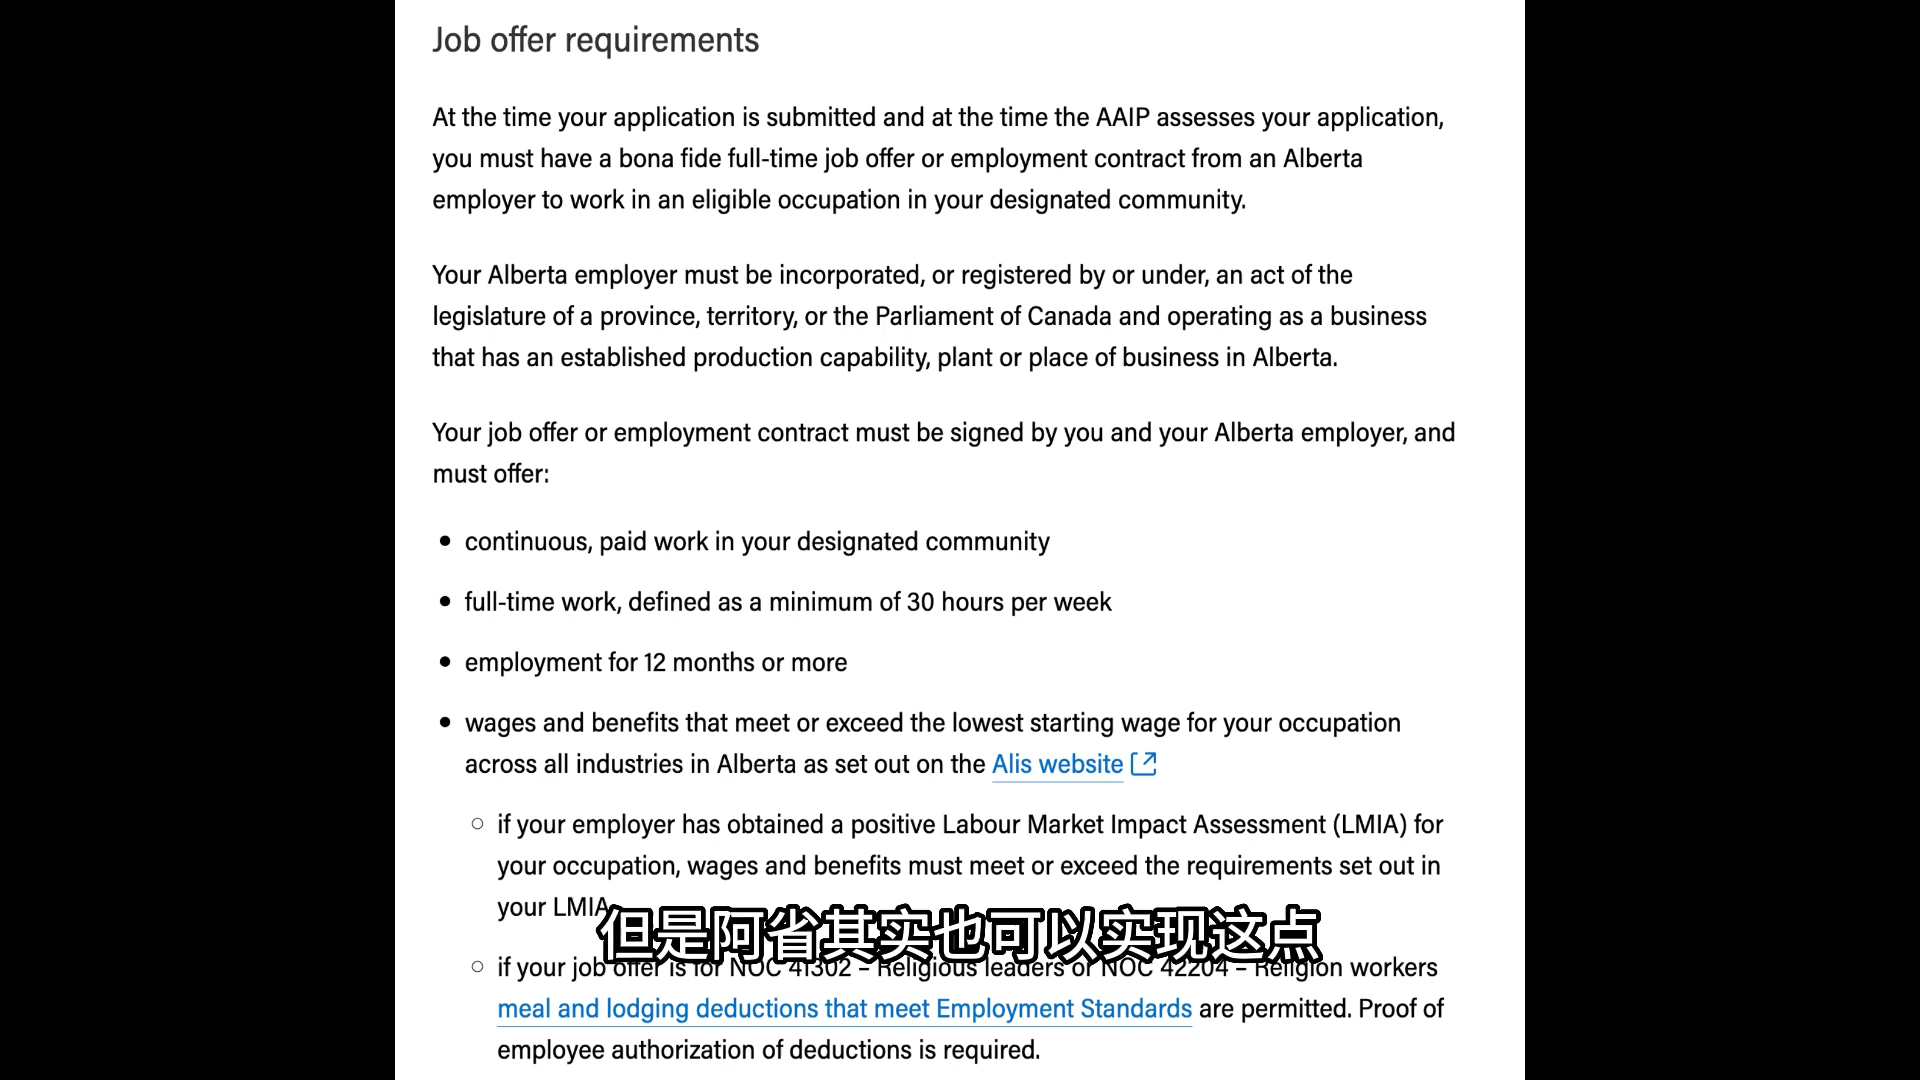 Job offer requirements
At the time your application is submitted and at the time the AAIP assesses your application,
you must have a bona fide full-time job offer or employment contract from an Alberta
employer to work in an eligible occupation in your designated community.
Your Alberta employer must be incorporated, or registered by or under, an act of the
legislature of a province, territory, or the Parliament of Canada and operating as a business
that has an established production capability, plant or place of business in Alberta.
Your job offer or employment contract must be signed by you and your Alberta employer, and
must offer:
• continuous, paid work in your designated community
• full-time work, defined as a minimum of 30 hours per week
• employment for 12 months or more
• wages and benefits that meet or exceed the lowest starting wage for your occupation
across all industries in Alberta as set out on the Alis website
○ if your employer has obtained a positive Labour Market Impact Assessment (LMIA) for
your occupation, wages and benefits must meet or exceed the requirements set out in
your LMIA
但是阿省其实也可以实现这点
○ if your job offer is for NOC 41302 – Religious leaders or NOC 42204 – Religion workers
meal and lodging deductions that meet Employment Standards are permitted. Proof of
employee authorization of deductions is required.